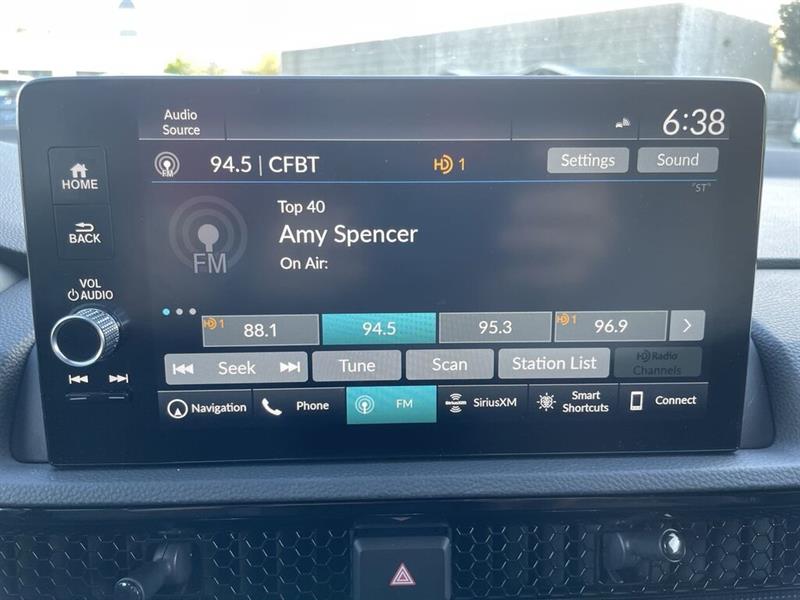 Audio
Source
6:38
HOME
FM
94.5 | CFBT
HD 1
Settings
Sound
"ST"
Top 40
BACK
Amy Spencer
FM
On Air:
VOL
AUDIO
HD 1
88.1
94.5
95.3
HD 1
96.9
Seek
Tune
Scan
Station List
HD Radio
Channels
Navigation
Phone
FM
SiriusXM
SiriusXM
Smart
Shortcuts
Connect